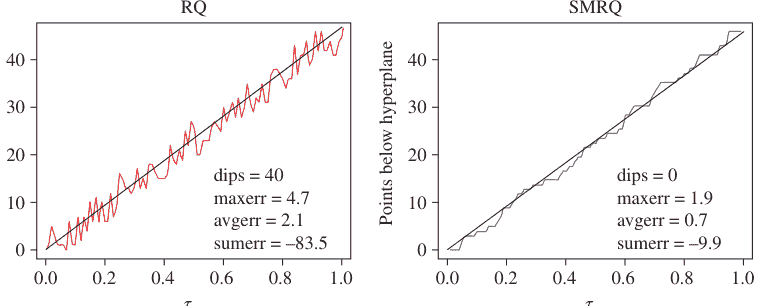 RQ
40
30
20
10
0
dips = 40
maxerr = 4.7
avgerr = 2.1
sumerr = –83.5
0.0 0.2 0.4 0.6 0.8 1.0
τ
SMRQ
Points below hyperplane
40
30
20
10
0
dips = 0
maxerr = 1.9
avgerr = 0.7
sumerr = –9.9
0.0 0.2 0.4 0.6 0.8 1.0
τ